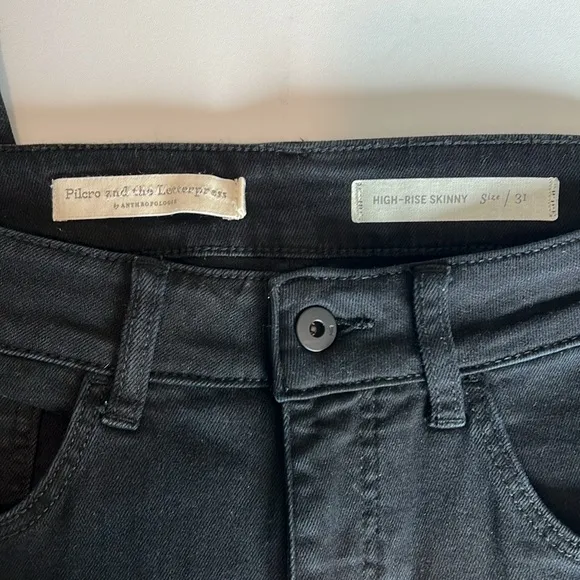 Pilcro and the Letterpress
by ANTHROPOLOGIE
HIGH-RISE SKINNY Size / 31